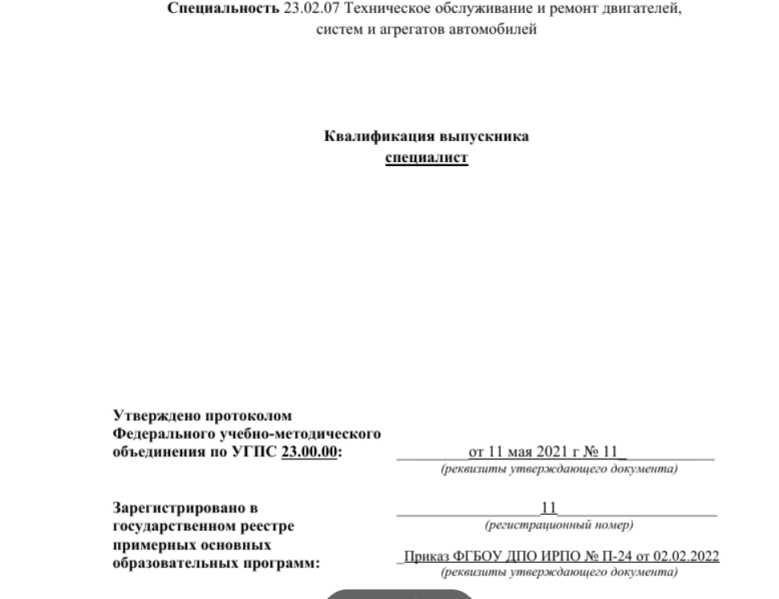 Специальность 23.02.07 Техническое обслуживание и ремонт двигателей,
систем и агрегатов автомобилей
Квалификация выпускника
специалист
Утверждено протоколом
Федерального учебно-методического
объединения по УГПС 23.00.00:
от 11 мая 2021 г № 11_
(реквизиты утверждающего документа)
Зарегистрировано в
государственном реестре
примерных основных
образовательных программ:
11
(регистрационный номер)
_Приказ ФГБОУ ДПО ИРПО № П-24 от 02.02.2022
(реквизиты утверждающего документа)